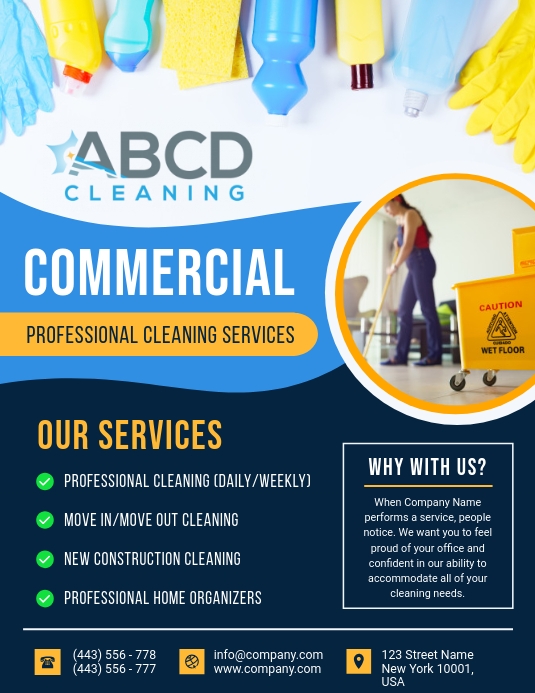 ABCD
CLEANING
COMMERCIAL
PROFESSIONAL CLEANING SERVICES
CAUTION
CUIDADO
WET FLOOR
OUR SERVICES
PROFESSIONAL CLEANING (DAILY/WEEKLY)
MOVE IN/MOVE OUT CLEANING
NEW CONSTRUCTION CLEANING
PROFESSIONAL HOME ORGANIZERS
WHY WITH US?
When Company Name
performs a service, people
notice. We want you to feel
proud of your office and
confident in our ability to
accommodate all of your
cleaning needs.
(443) 556 - 778
(443) 556 - 777
info@company.com
www.company.com
123 Street Name
New York 10001,
USA